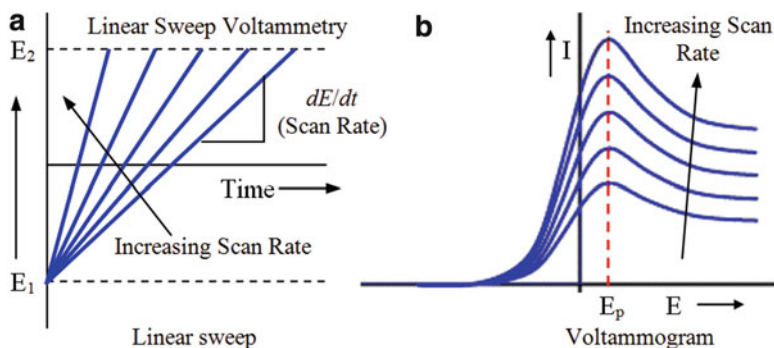 a
Linear Sweep Voltammetry
E₂
dE/dt
(Scan Rate)
Time
Increasing Scan Rate
E₁
Linear sweep
b
I
Increasing Scan
Rate
Eₚ
E
Voltammogram